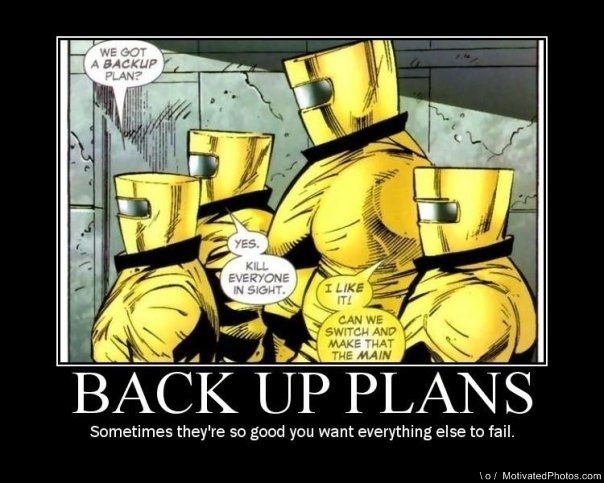 WE GOT
A BACKUP
PLAN?
YES.
KILL
EVERYONE
IN SIGHT.
I LIKE
IT!
CAN WE
SWITCH AND
MAKE THAT
THE MAIN
BACK UP PLANS
Sometimes they're so good you want everything else to fail.
\ o / MotivatedPhotos.com